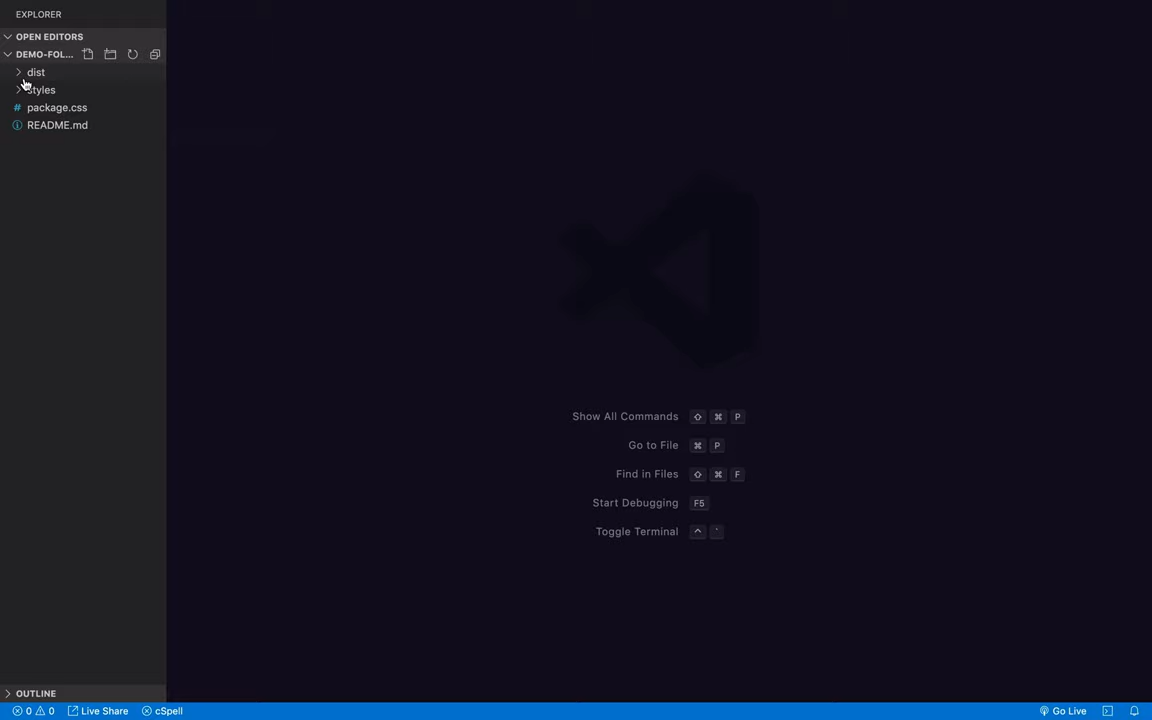 EXPLORER
OPEN EDITORS
DEMO-FOL...
dist
styles
# package.css
README.md
Show All Commands ⇧ ⌘ P
Go to File ⌘ P
Find in Files ⇧ ⌘ F
Start Debugging F5
Toggle Terminal ^ `
OUTLINE
0 0 Live Share cSpell Go Live